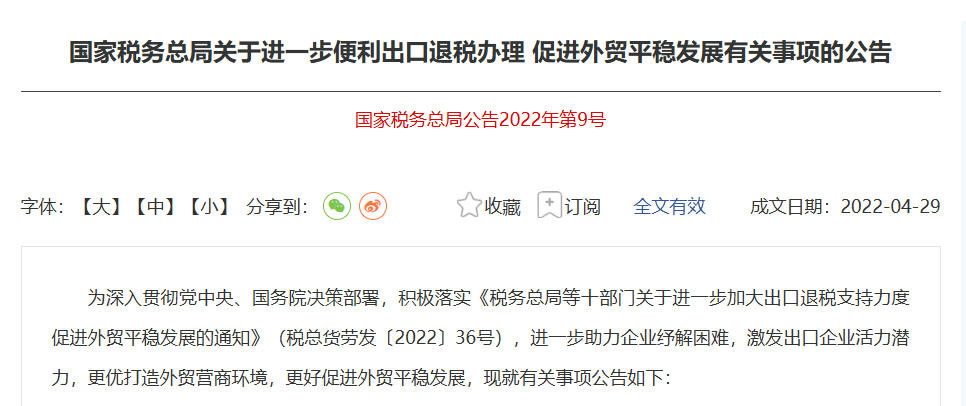 国家税务总局关于进一步便利出口退税办理 促进外贸平稳发展有关事项的公告
国家税务总局公告2022年第9号
字体：【大】【中】【小】 分享到： 收藏 订阅 全文有效 成文日期：2022-04-29
为深入贯彻党中央、国务院决策部署，积极落实《税务总局等十部门关于进一步加大出口退税支持力度
促进外贸平稳发展的通知》（税总货劳发〔2022〕36号），进一步助力企业纾解困难，激发出口企业活力潜
力，更优打造外贸营商环境，更好促进外贸平稳发展，现就有关事项公告如下：